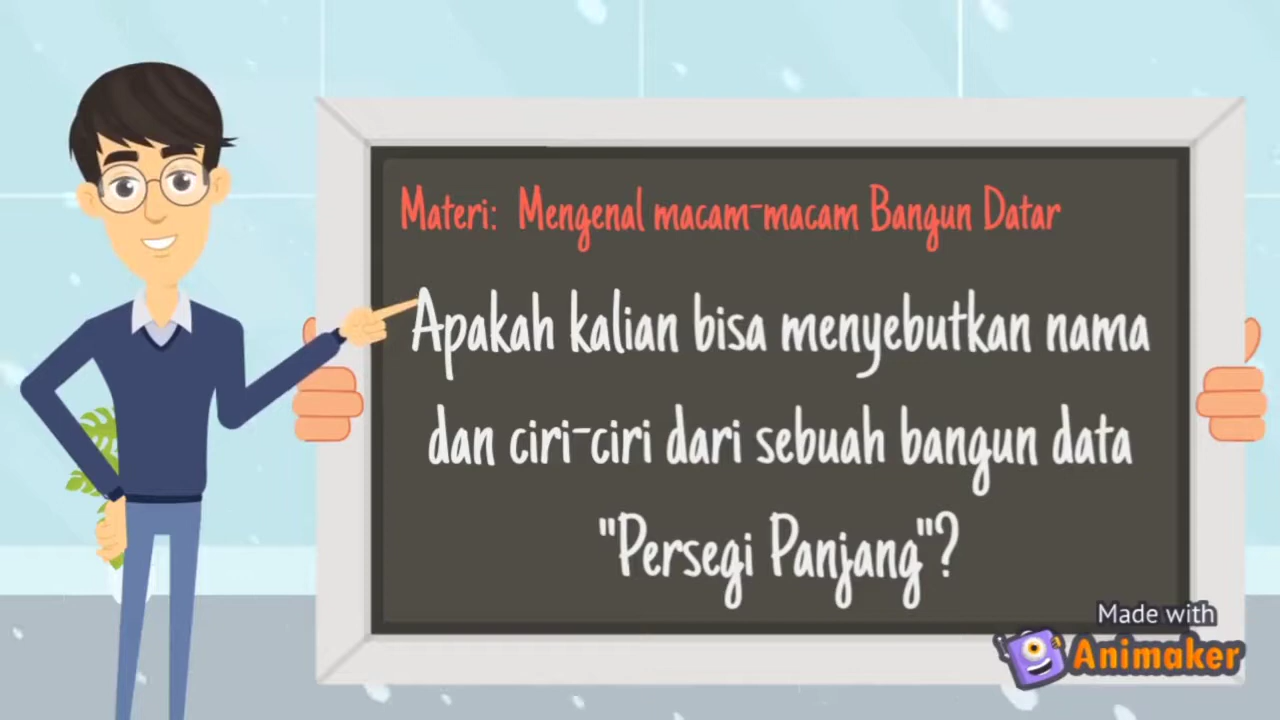 Materi: Mengenal macam-macam Bangun Datar
Apakah kalian bisa menyebutkan nama
dan ciri-ciri dari sebuah bangun data
"Persegi Panjang"?
Made with
Animaker